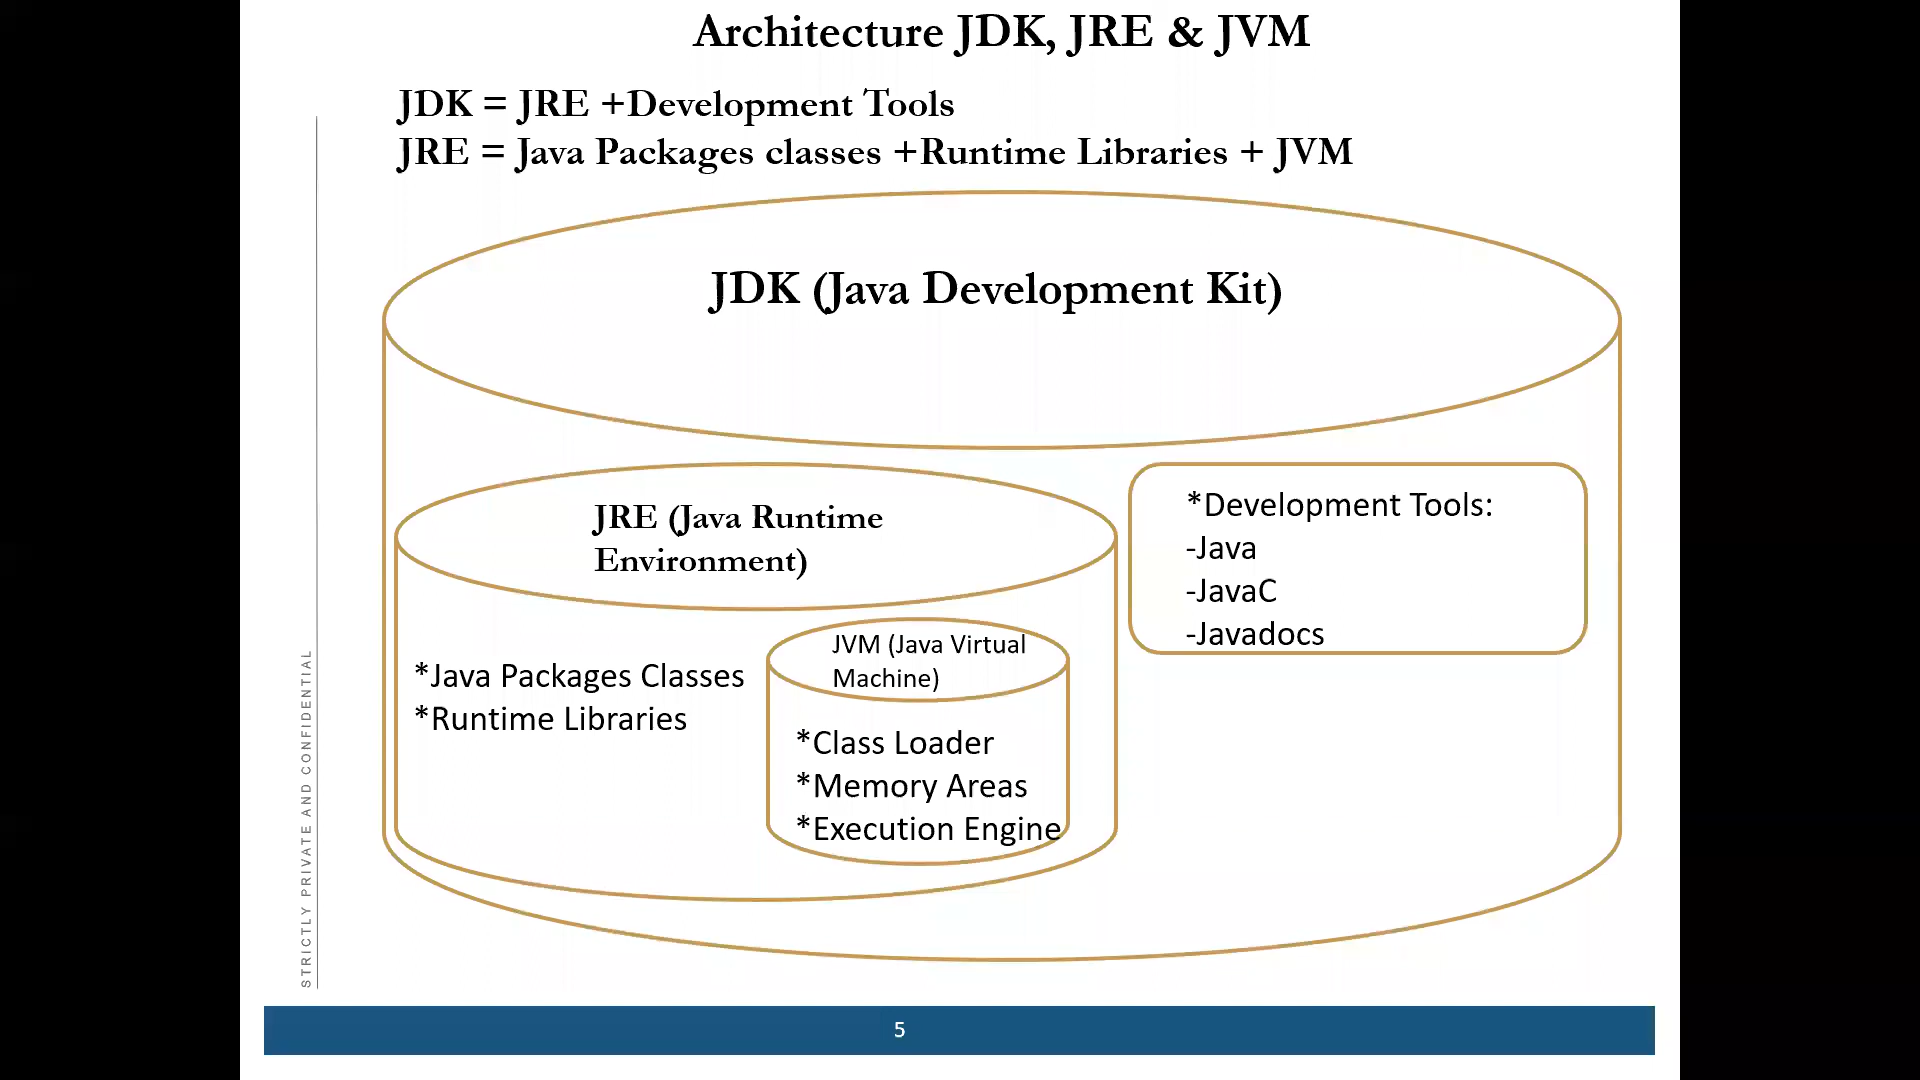 Architecture JDK, JRE & JVM
JDK = JRE +Development Tools
JRE = Java Packages classes +Runtime Libraries + JVM
JDK (Java Development Kit)
JRE (Java Runtime
Environment)
*Java Packages Classes
*Runtime Libraries
JVM (Java Virtual
Machine)
*Class Loader
*Memory Areas
*Execution Engine
*Development Tools:
-Java
-JavaC
-Javadocs
STRICTLY PRIVATE AND CONFIDENTIAL
5